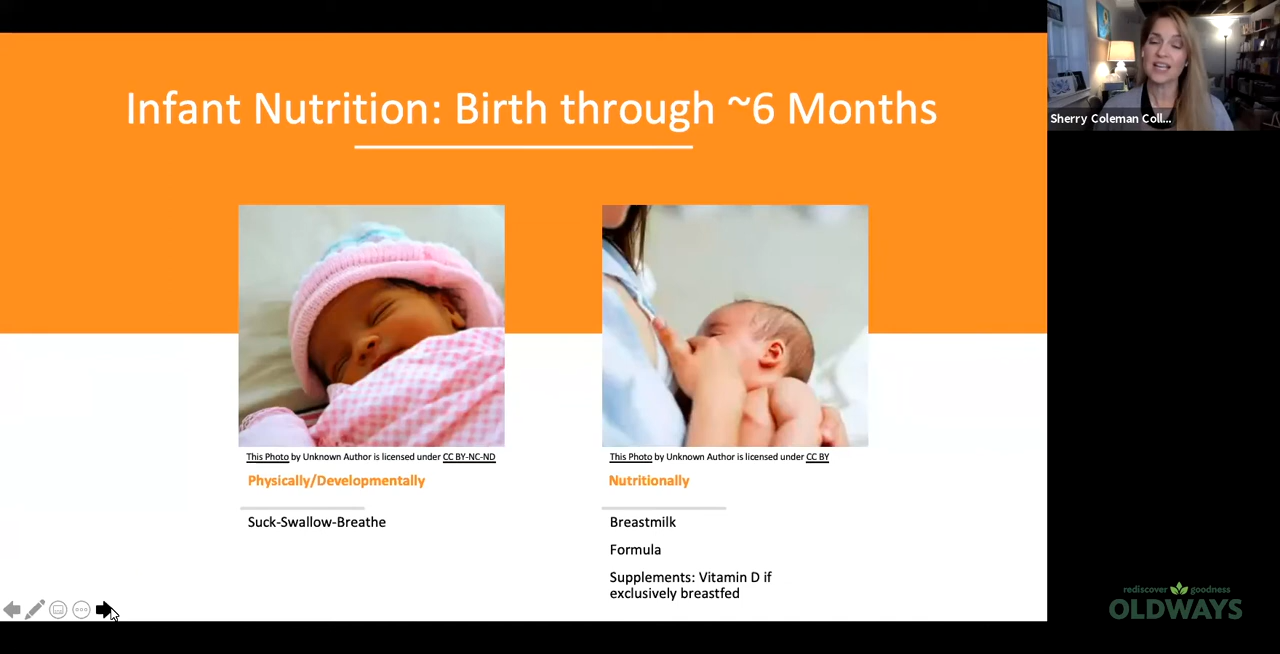 Infant Nutrition: Birth through ~6 Months
Sherry Coleman Coll...
This Photo by Unknown Author is licensed under CC BY-NC-ND
Physically/Developmentally
Suck-Swallow-Breathe
This Photo by Unknown Author is licensed under CC BY
Nutritionally
Breastmilk
Formula
Supplements: Vitamin D if
exclusively breastfed
rediscover goodness
OLDWAYS